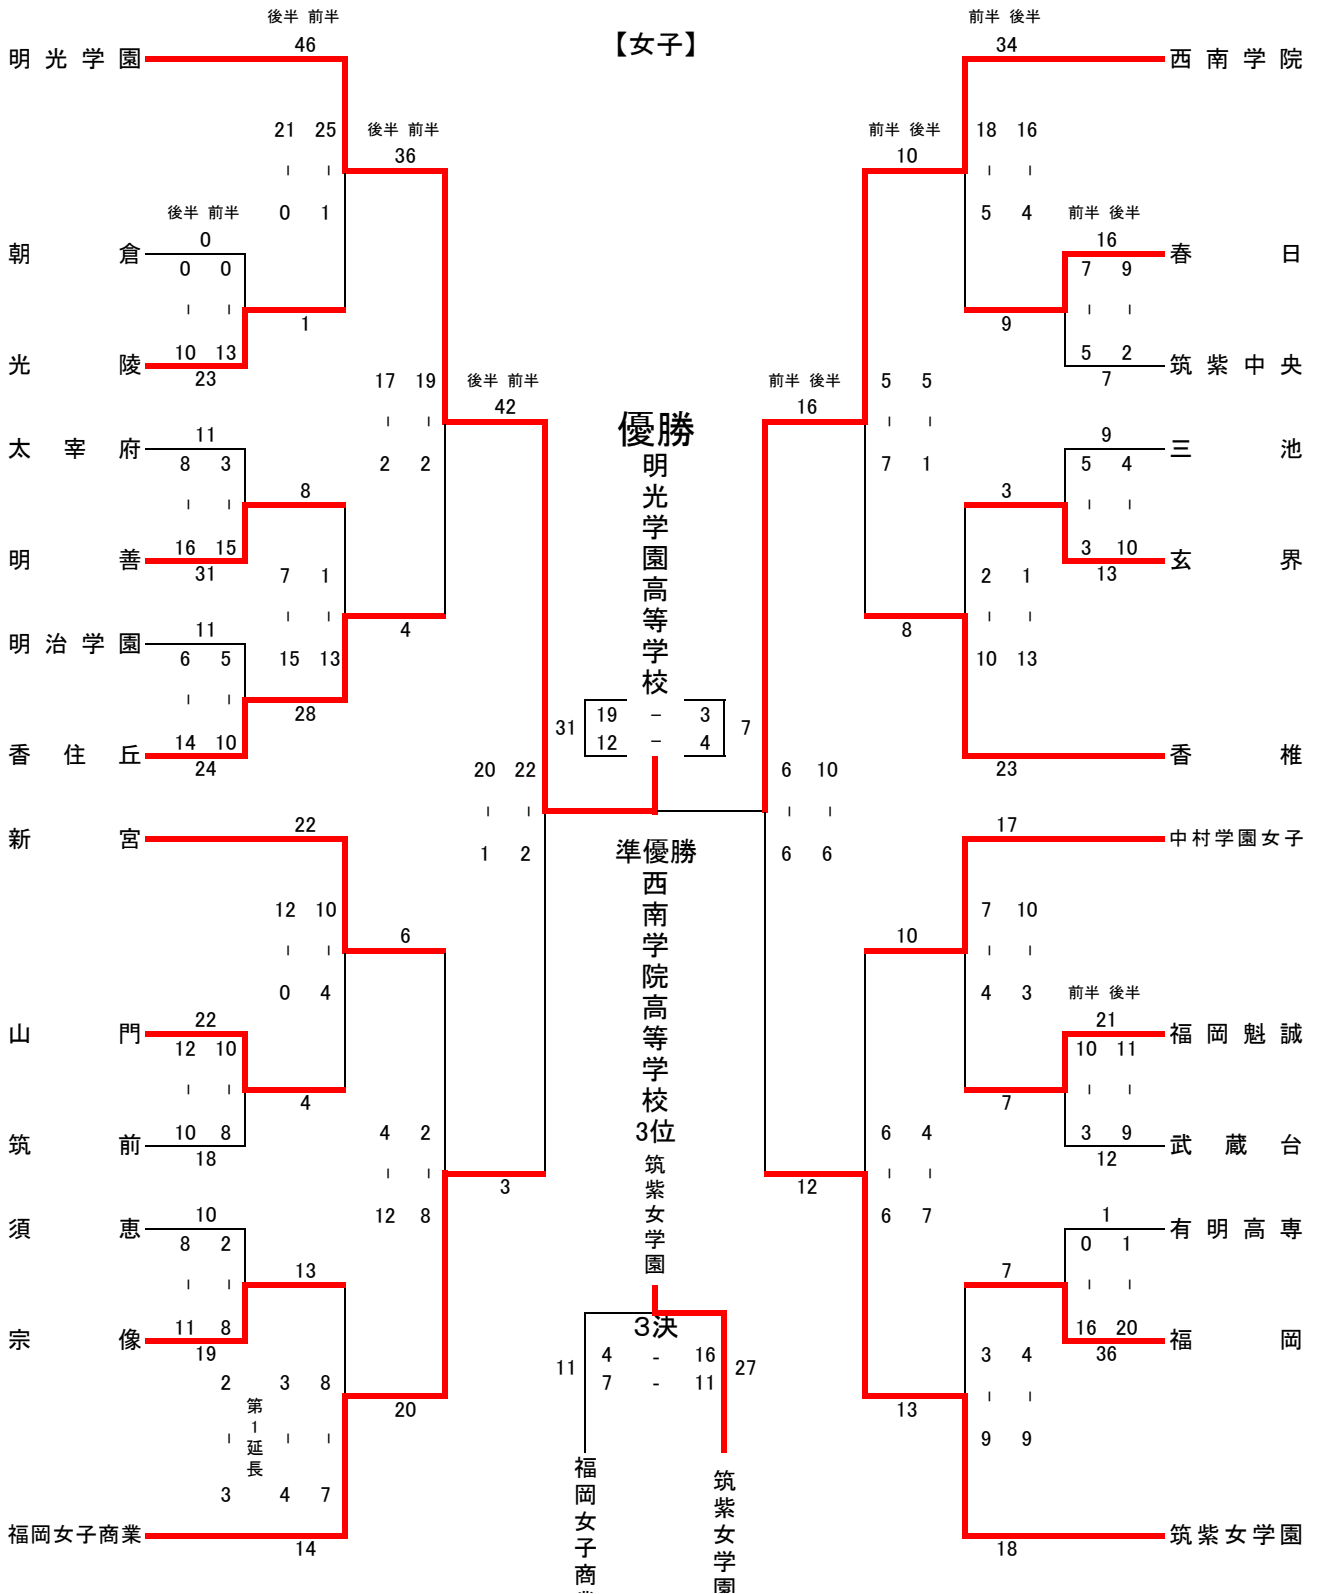 【女子】
後半 前半
前半 後半
46
34
明光学園
西南学院
21 25
後半 前半
前半 後半
18 16
36
10
- -
- -
0 1
5 4
後半 前半
前半 後半
0
16
朝倉
春日
0 0
7 9
- -
- -
1
9
10 13
5 2
光陵
筑紫中央
23
7
17 19
後半 前半
前半 後半
5 5
42
16
- -
- -
2 2
7 1
優勝
明光学園高等学校
11
9
太宰府
三池
8 3
5 4
8
3
- -
- -
16 15
3 10
明善
玄界
31
13
7 1
2 1
- -
- -
4
8
15 13
10 13
11
明治学園
6 5
- -
28
14 10
香住丘
香椎
24
23
31
19 - 3
12 - 4
7
20 22
6 10
- -
- -
1 2
6 6
準優勝
西南学院高等学校
22
17
新宮
中村学園女子
12 10
7 10
6
10
- -
- -
0 4
4 3
前半 後半
22
21
山門
福岡魁誠
12 10
10 11
- -
- -
4
7
10 8
3 9
筑前
武蔵台
18
12
4 2
6 4
- -
- -
3
12
12 8
6 7
3位
筑紫女学園
10
1
須恵
有明高専
8 2
0 1
13
7
- -
- -
11 8
16 20
宗像
福岡
19
36
2 3 8
3 4
第1延長
- - -
- -
20
13
3 4 7
9 9
福岡女子商業
筑紫女学園
14
18
3決
11
4 - 16
7 - 11
27
福岡女子商
筑紫女学園